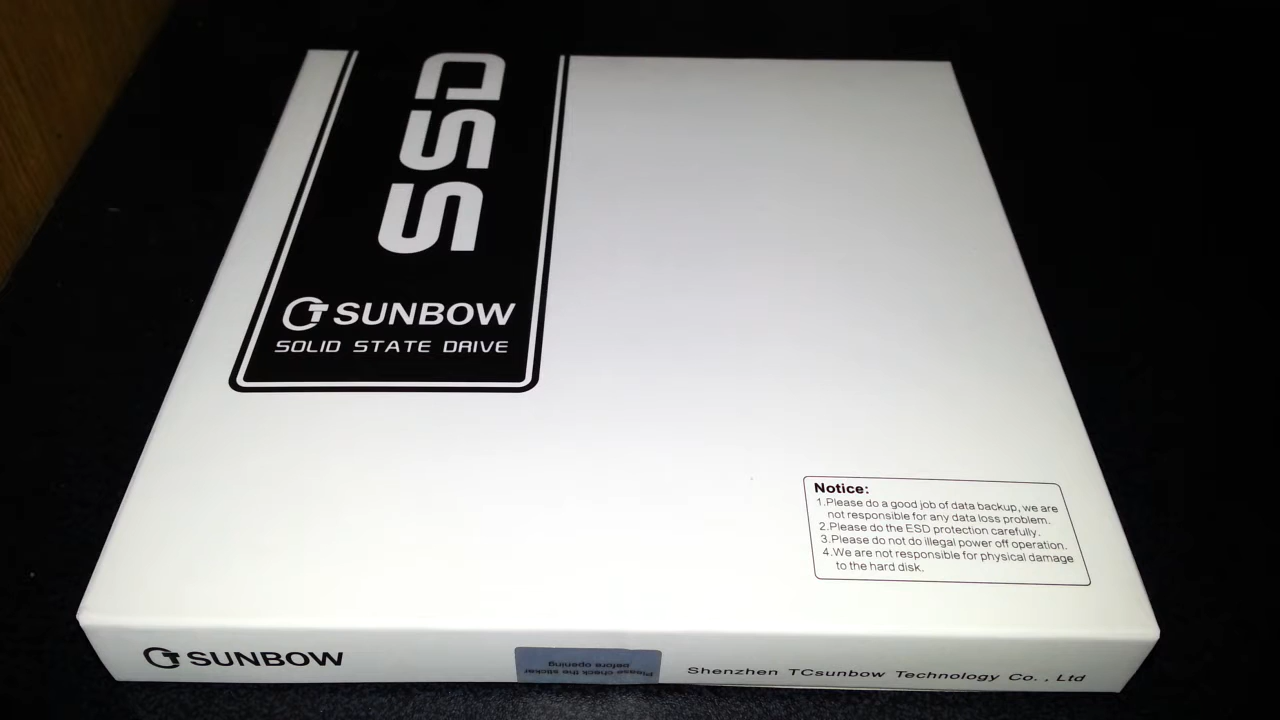 SSD
TC SUNBOW
SOLID STATE DRIVE
Notice:
1.Please do a good job of data backup, we are
not responsible for any data loss problem.
2.Please do the ESD protection carefully.
3.Please do not do illegal power off operation.
4.We are not responsible for physical damage
to the hard disk.
TC SUNBOW
Please check the sticker
before opening
Shenzhen TCsunbow Technology Co. , Ltd